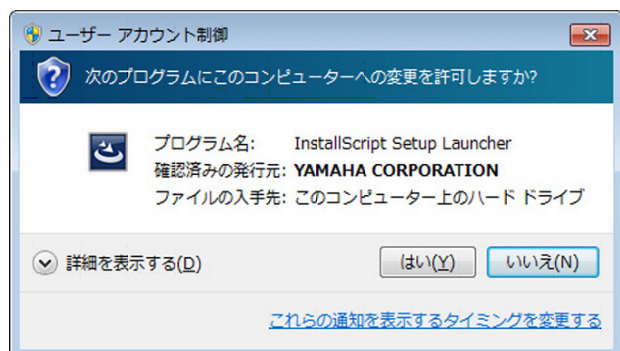 ユーザー アカウント制御
次のプログラムにこのコンピューターへの変更を許可しますか?
プログラム名: InstallScript Setup Launcher
確認済みの発行元: YAMAHA CORPORATION
ファイルの入手先: このコンピューター上のハード ドライブ
詳細を表示する(D) はい(Y) いいえ(N)
これらの通知を表示するタイミングを変更する